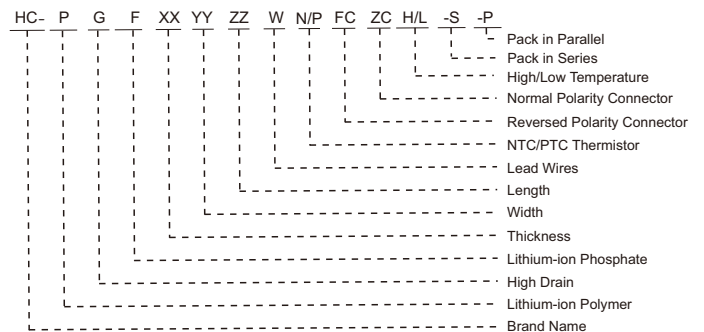 HC- P G F XX YY ZZ W N/P FC ZC H/L -S -P
Pack in Parallel
Pack in Series
High/Low Temperature
Normal Polarity Connector
Reversed Polarity Connector
NTC/PTC Thermistor
Lead Wires
Length
Width
Thickness
Lithium-ion Phosphate
High Drain
Lithium-ion Polymer
Brand Name